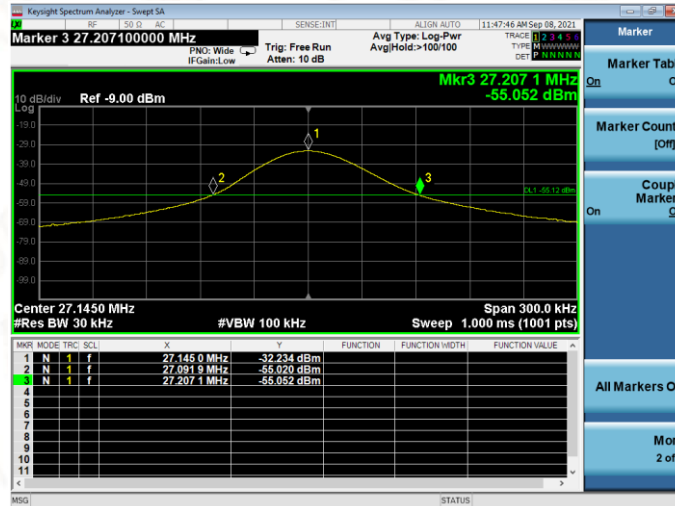 Keysight Spectrum Analyzer - Swept SA
RF 50 Ω AC SENSE:INT ALIGN AUTO 11:47:46 AM Sep 08, 2021
Marker 3 27.207100000 MHz
PNO: Wide
IFGain:Low
Trig: Free Run
Atten: 10 dB
Avg Type: Log-Pwr
Avg|Hold:>100/100
TRACE 1 2 3 4 5 6
TYPE MWWWWW
DET P NNNNN
Mkr3 27.207 1 MHz
-55.052 dBm
10 dB/div Ref -9.00 dBm
Log
-19.0
-29.0
-39.0
-49.0
-59.0
-69.0
-79.0
-89.0
-99.0
1
2
3
DL1 -55.12 dBm
Center 27.1450 MHz Span 300.0 kHz
#Res BW 30 kHz #VBW 100 kHz Sweep 1.000 ms (1001 pts)
MKR MODE TRC SCL X Y FUNCTION FUNCTION WIDTH FUNCTION VALUE
1 N 1 f 27.145 0 MHz -32.234 dBm
2 N 1 f 27.091 9 MHz -55.020 dBm
3 N 1 f 27.207 1 MHz -55.052 dBm
4
5
6
7
8
9
10
11
MSG STATUS
Marker
Marker Tabl
On O
Marker Count
[Off]
Coupl
Marker
On O
All Markers O
Mor
2 of